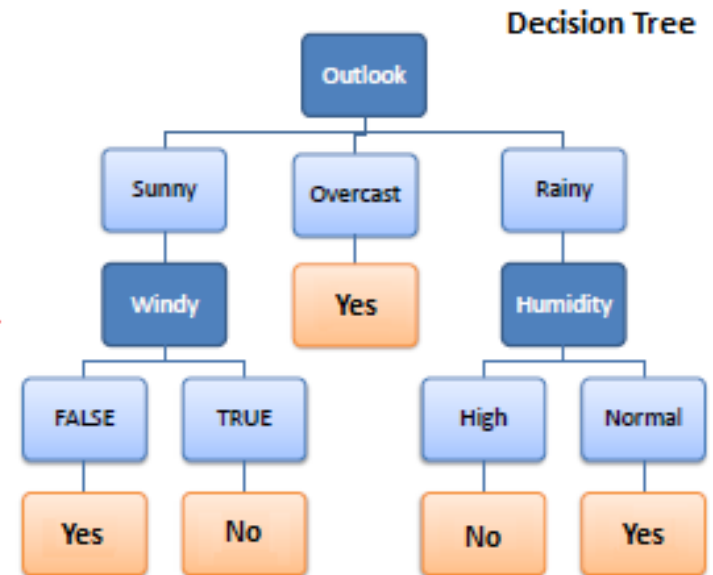 Decision Tree
Outlook
Sunny
Overcast
Rainy
Windy
Yes
Humidity
FALSE
TRUE
High
Normal
Yes
No
No
Yes